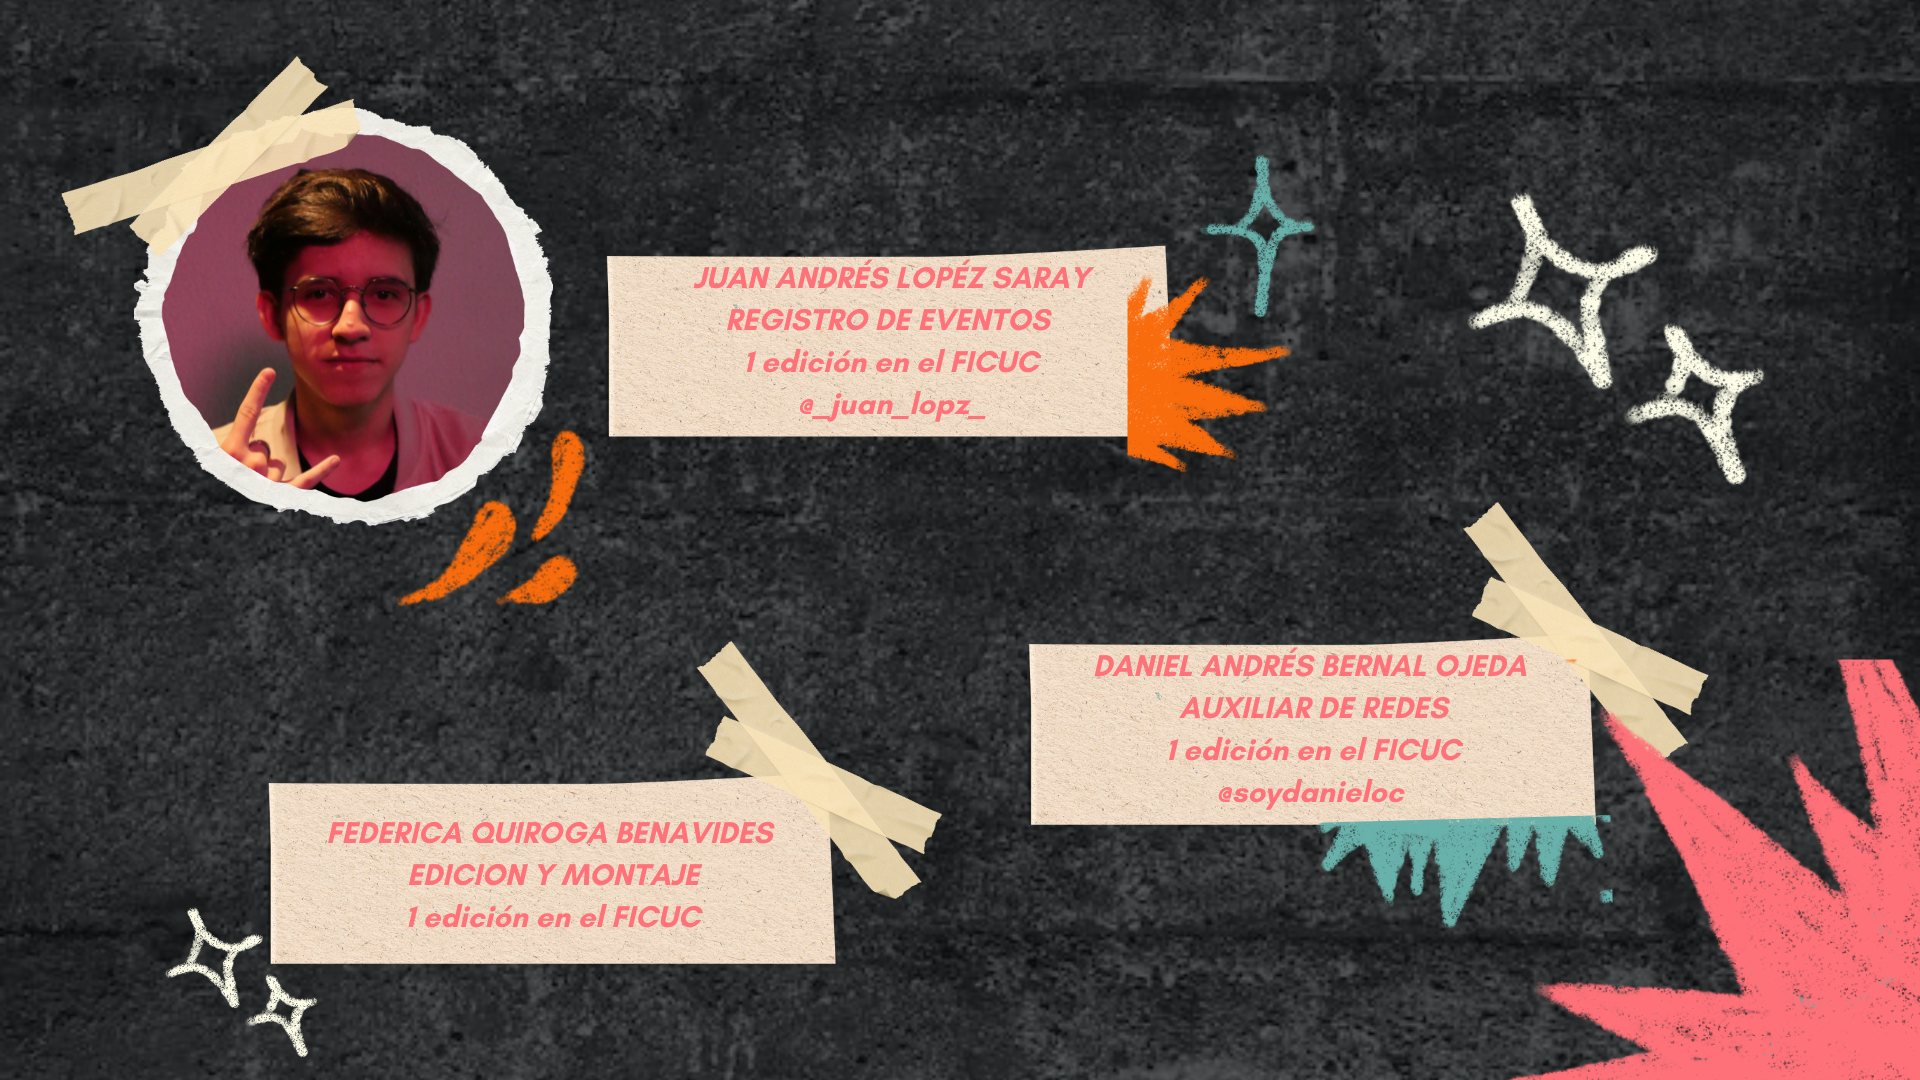 JUAN ANDRÉS LOPÉZ SARAY
REGISTRO DE EVENTOS
1 edición en el FICUC
@_juan_lopz_
DANIEL ANDRÉS BERNAL OJEDA
AUXILIAR DE REDES
1 edición en el FICUC
@soydanieloc
FEDERICA QUIROGA BENAVIDES
EDICION Y MONTAJE
1 edición en el FICUC